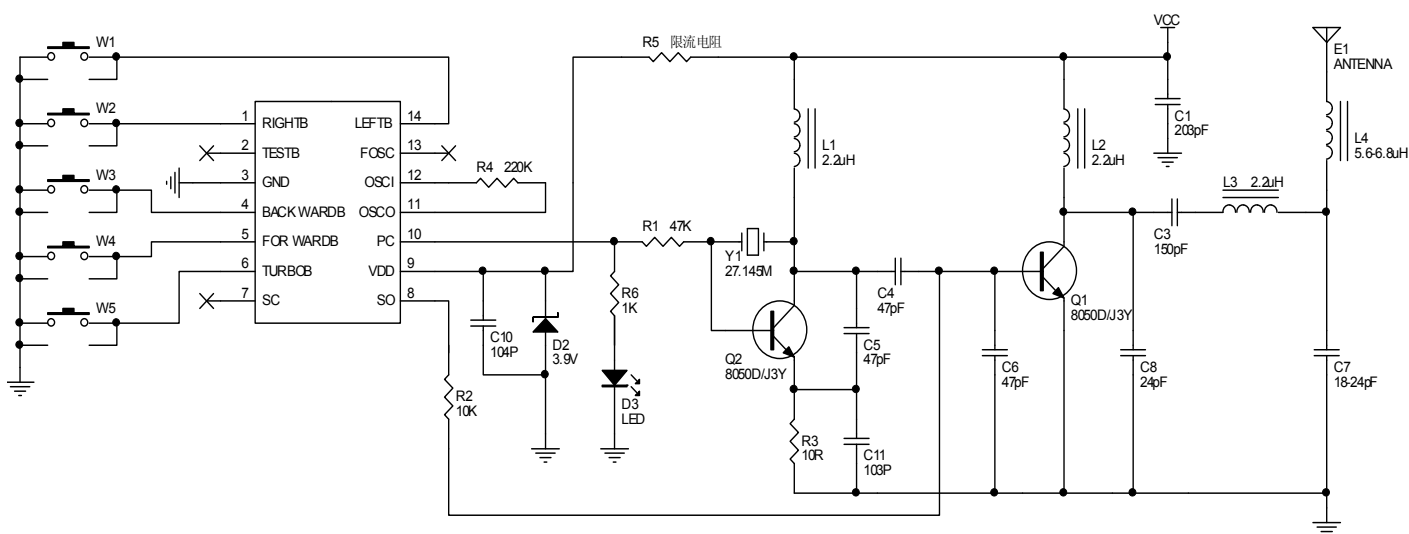 W1
W2
W3
W4
W5
1 RIGHTB
2 TESTB
3 GND
4 BACK WARDB
5 FOR WARDB
6 TURBOB
7 SC
LEFTB 14
FOSC 13
OSCI 12
OSCO 11
PC 10
VDD 9
SO 8
R4 220K
R5 限流电阻
R1 47K
R2
10K
C10
104P
D2
3.9V
R6
1K
D3
LED
Y1
27.145M
L1
2.2uH
Q2
8050D/J3Y
R3
10R
C5
47pF
C11
103P
C4
47pF
C6
47pF
L2
2.2uH
Q1
8050D/J3Y
C8
24pF
VCC
C1
203pF
C3
150pF
L3 2.2uH
E1
ANTENNA
L4
5.6-6.8uH
C7
18-24pF